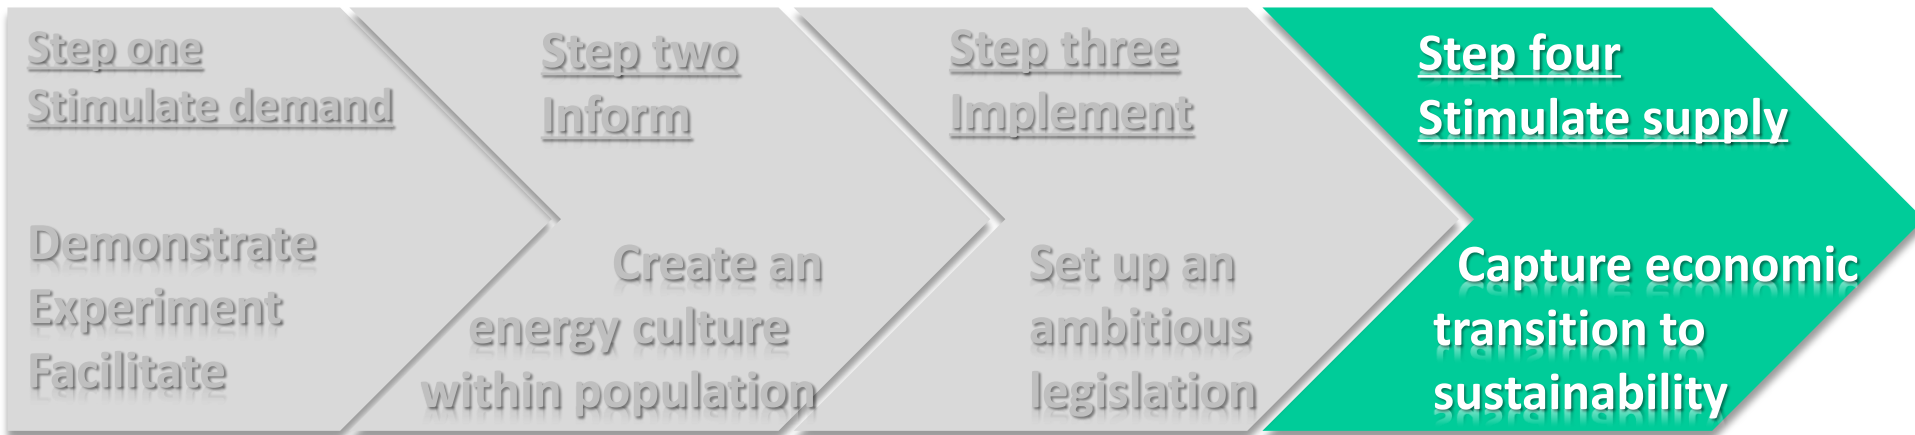 Step one
Stimulate demand
Demonstrate
Experiment
Facilitate
Step two
Inform
Create an
energy culture
within population
Step three
Implement
Set up an
ambitious
legislation
Step four
Stimulate supply
Capture economic
transition to
sustainability